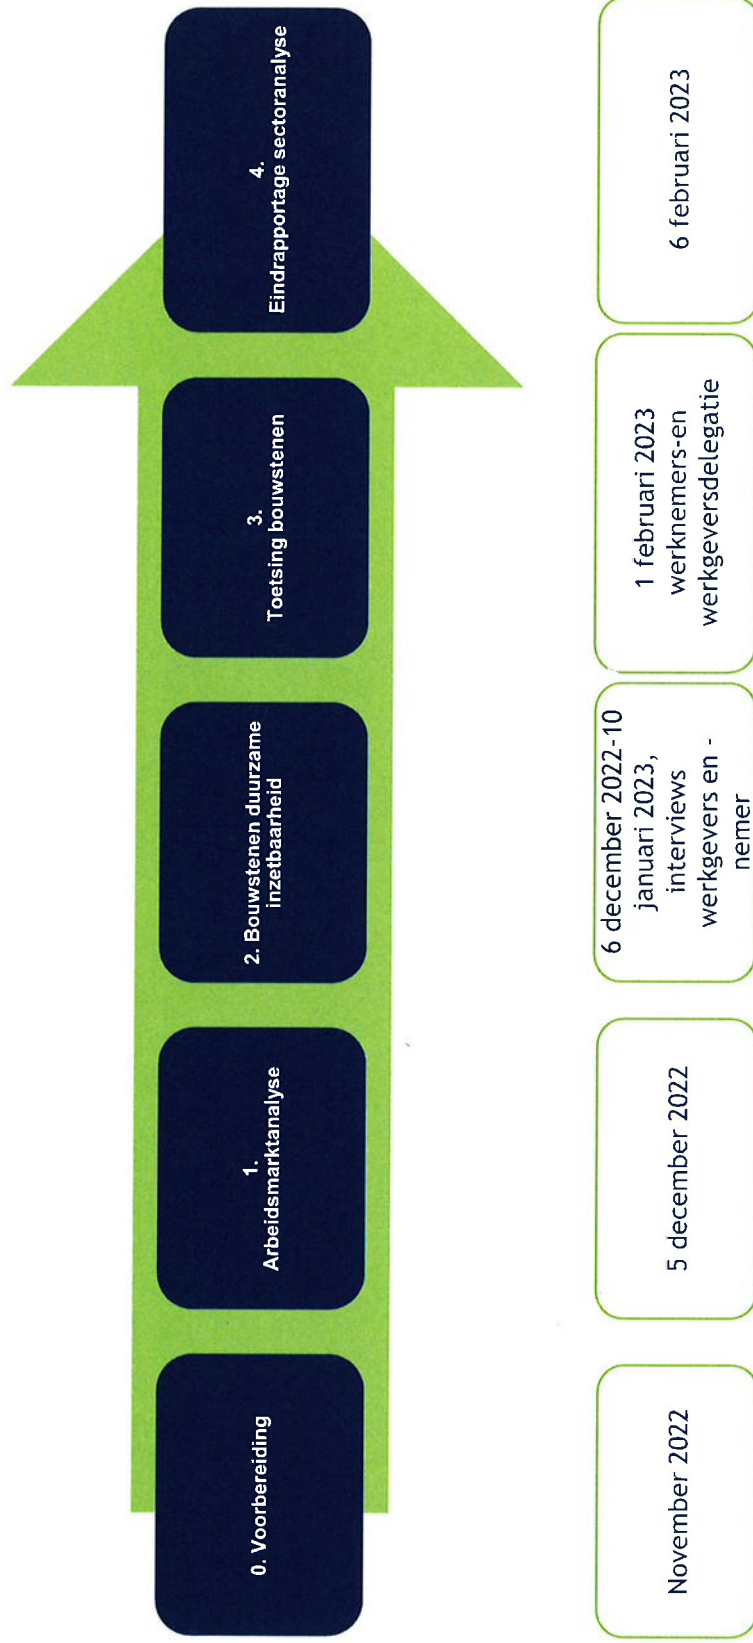 0. Voorbereiding
1.
Arbeidsmarktanalyse
2. Bouwstenen duurzame
inzetbaarheid
3.
Toetsing bouwstenen
4.
Eindrapportage sectoranalyse
November 2022
5 december 2022
6 december 2022-10
januari 2023,
interviews
werkgevers en -
nemer
1 februari 2023
werknemers-en
werkgeversdelegatie
6 februari 2023